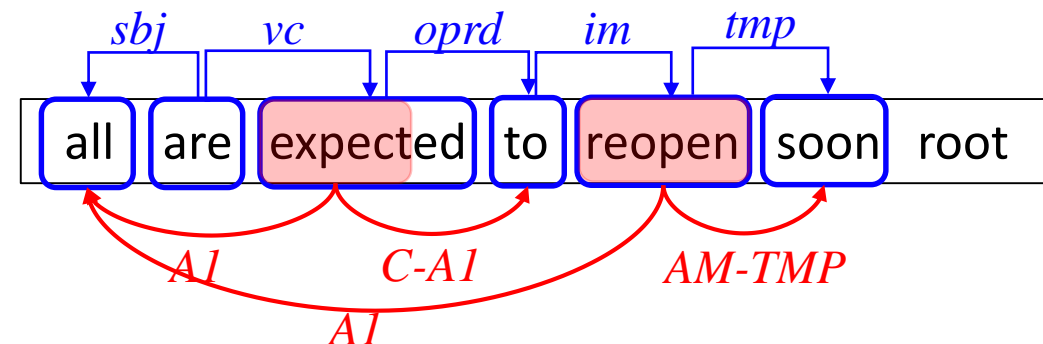 sbj vc oprd im tmp
all are expected to reopen soon root
A1 C-A1 AM-TMP
A1